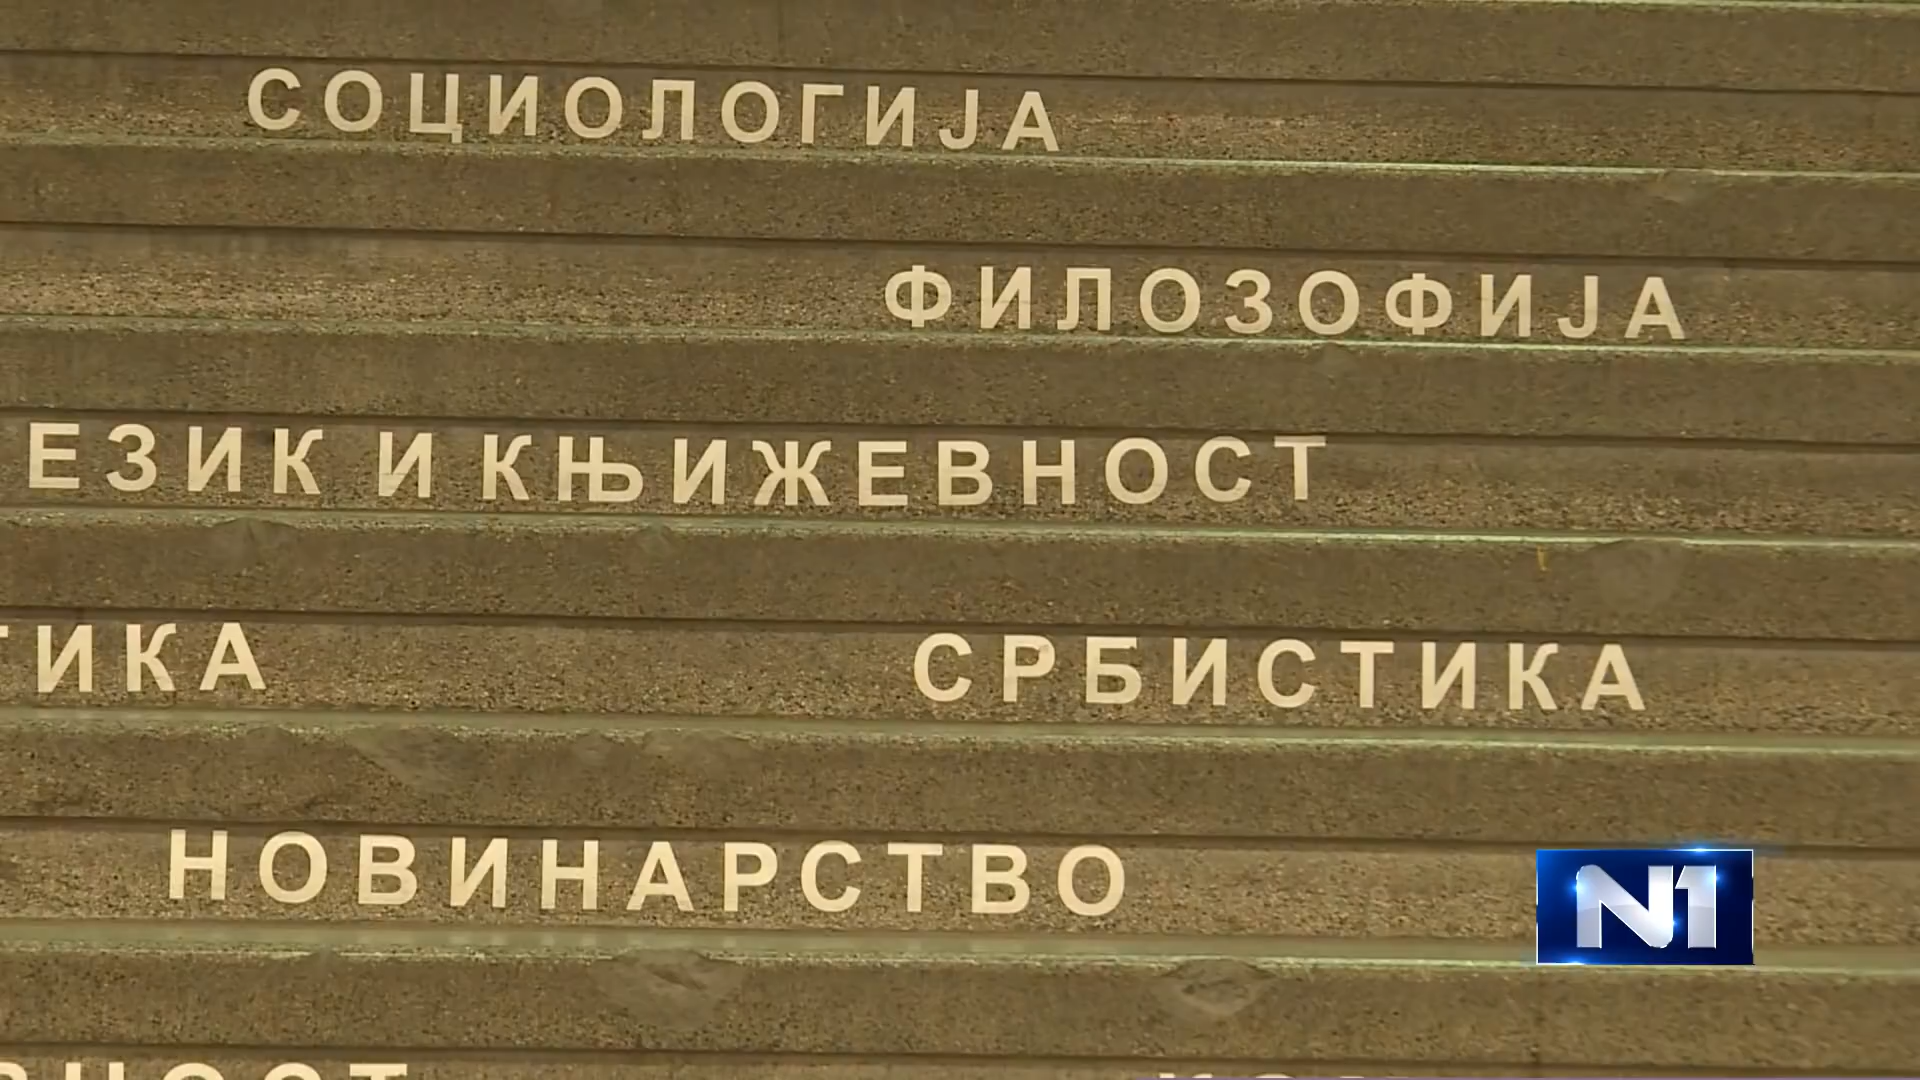 СОЦИОЛОГИЈА
ФИЛОЗОФИЈА
ЕЗИК И КЊИЖЕВНОСТ
ТИКА СРБИСТИКА
НОВИНАРСТВО
N1